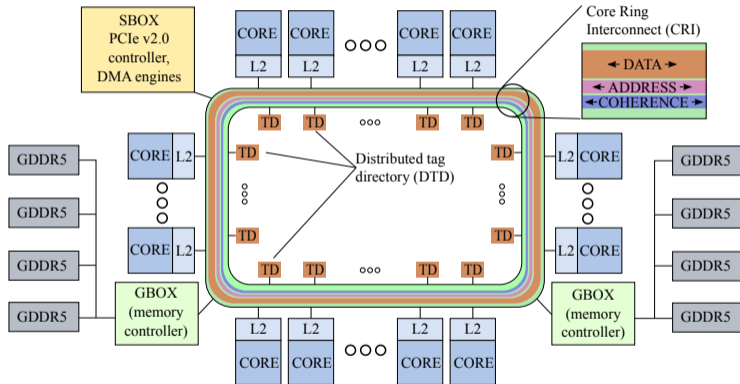 SBOX
PCIe v2.0
controller,
DMA engines
CORE
CORE
CORE
CORE
L2
L2
L2
L2
Core Ring
Interconnect (CRI)
DATA
ADDRESS
COHERENCE
TD
TD
TD
TD
GDDR5
GDDR5
GDDR5
GDDR5
CORE
L2
CORE
L2
TD
TD
Distributed tag
directory (DTD)
TD
TD
L2
CORE
L2
CORE
GDDR5
GDDR5
GDDR5
GDDR5
TD
TD
TD
TD
GBOX
(memory
controller)
GBOX
(memory
controller)
L2
L2
L2
L2
CORE
CORE
CORE
CORE